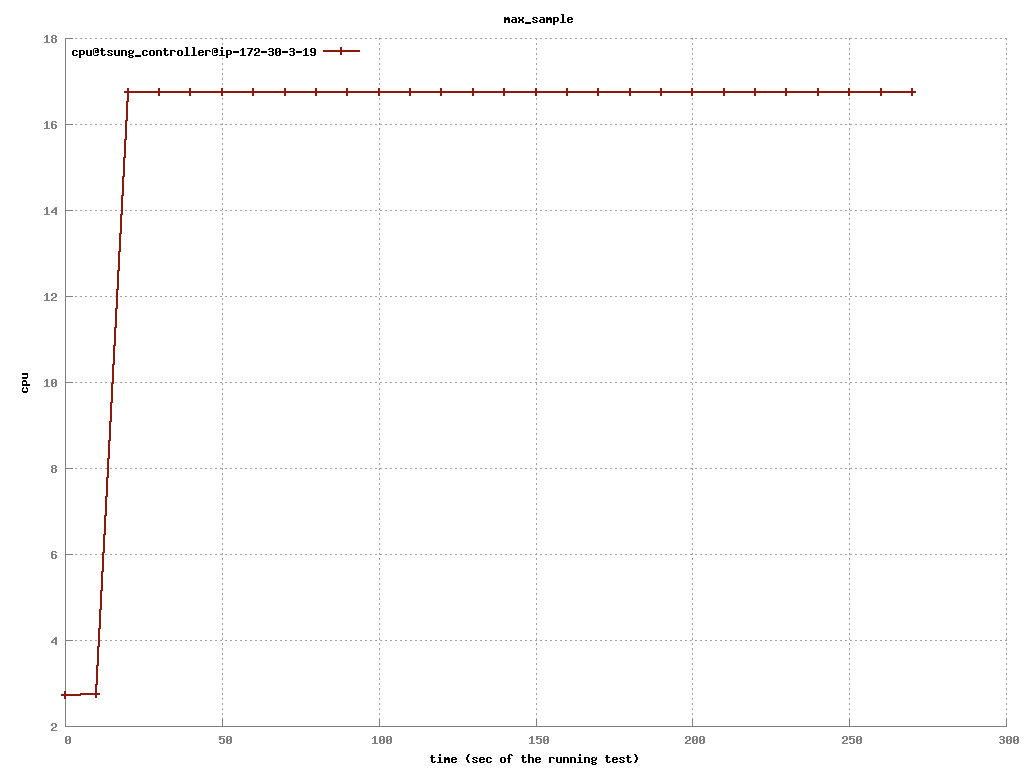 max_sample
18
cpu@tsung_controller@ip-172-30-3-19
16
14
12
10
cpu
8
6
4
2
0 50 100 150 200 250 300
time (sec of the running test)